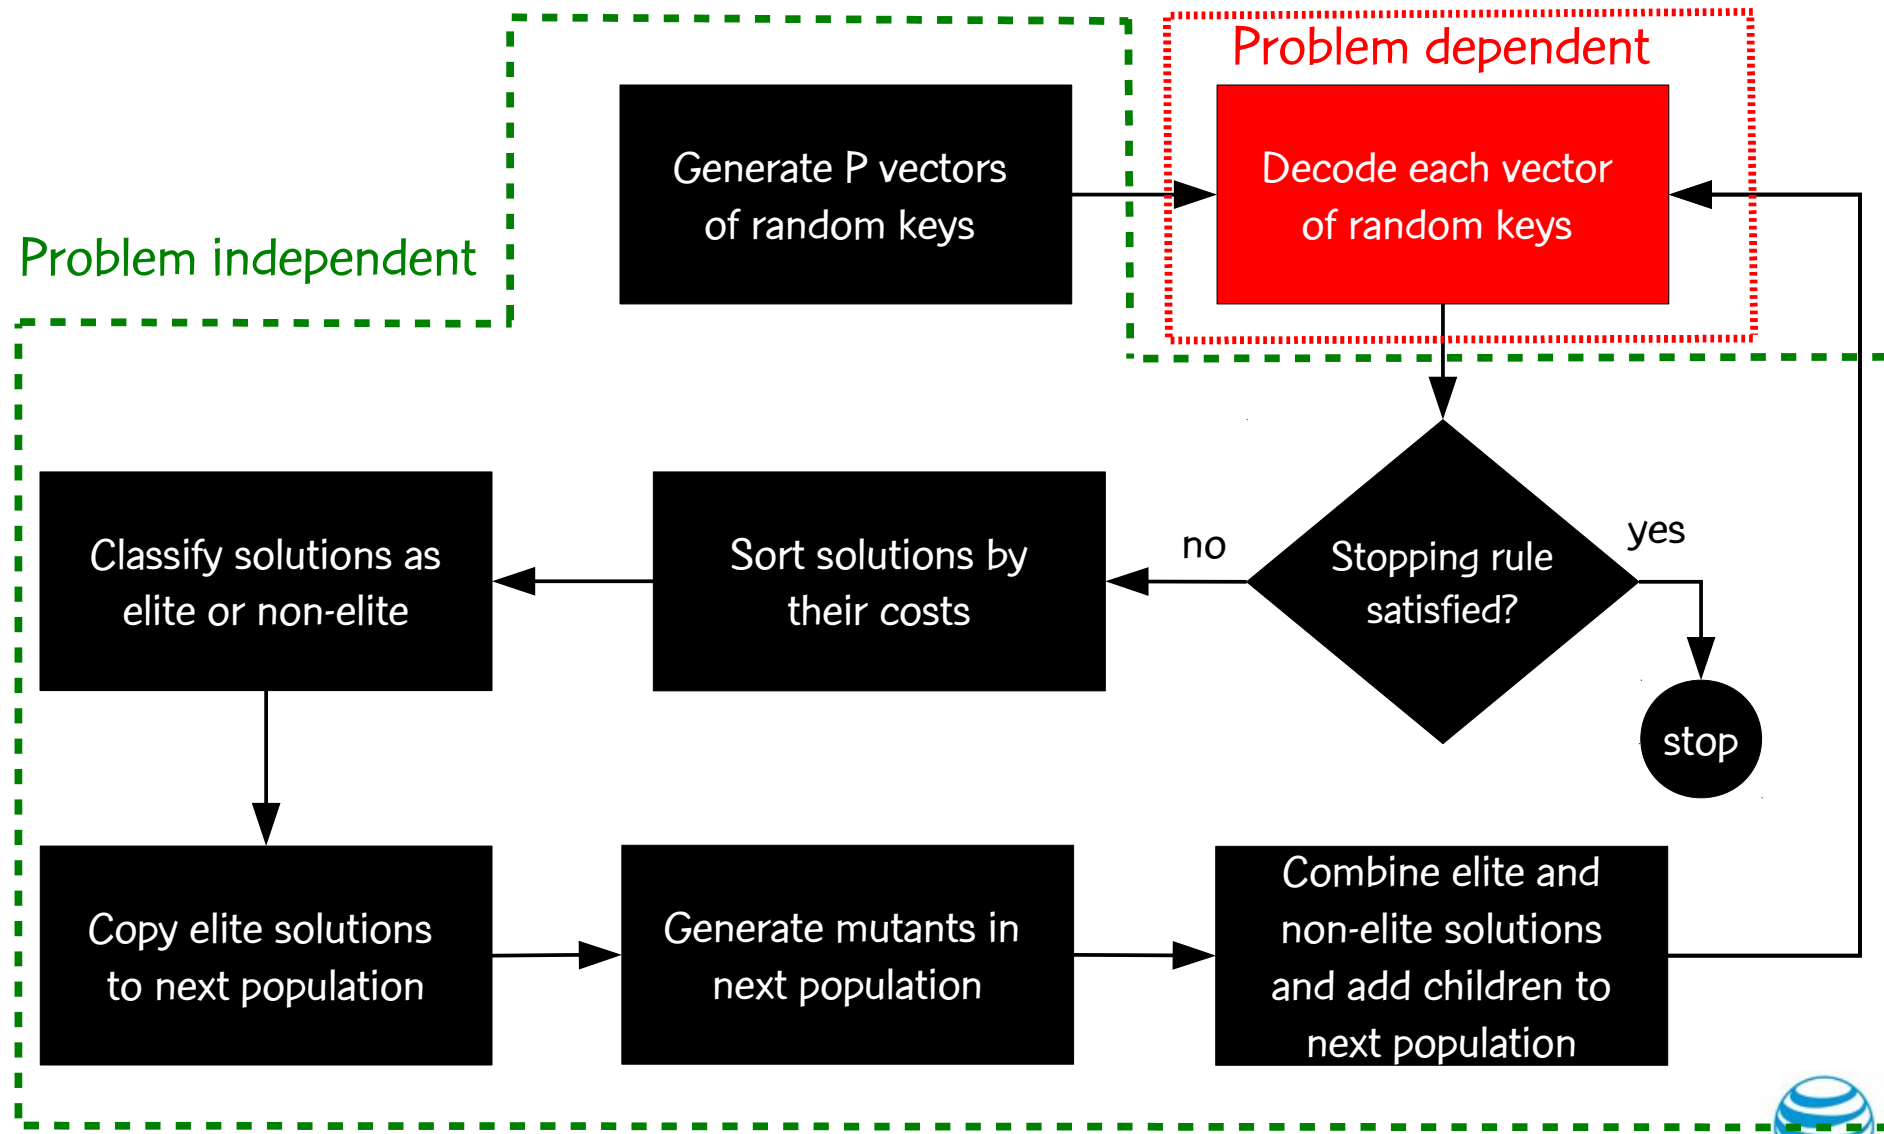 Problem dependent
Generate P vectors
of random keys
Decode each vector
of random keys
Problem independent
Classify solutions as
elite or non-elite
Sort solutions by
their costs
no
Stopping rule
satisfied?
yes
stop
Copy elite solutions
to next population
Generate mutants in
next population
Combine elite and
non-elite solutions
and add children to
next population